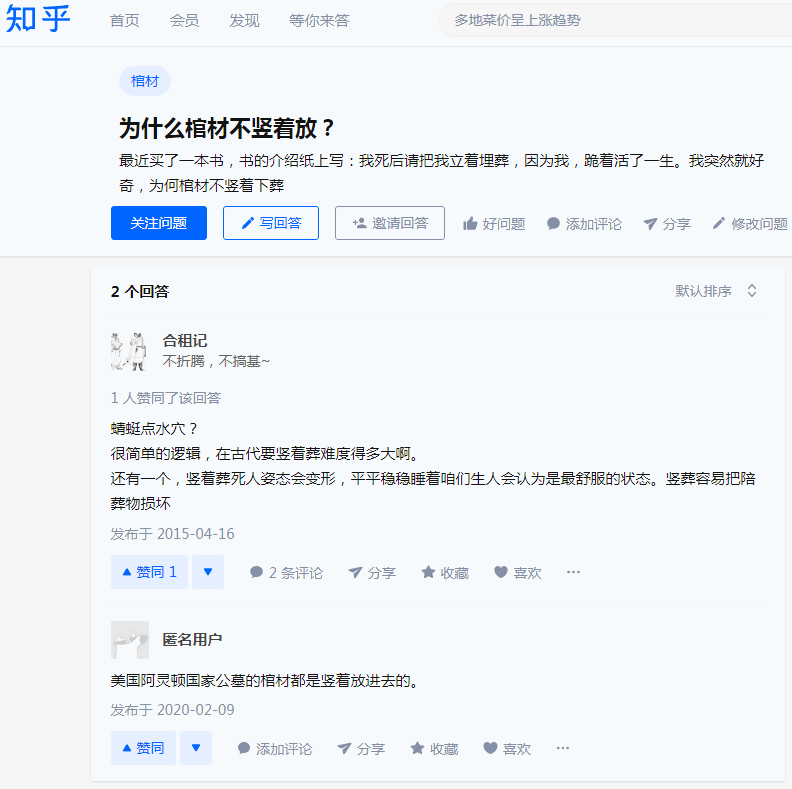 知乎 首页 会员 发现 等你来答 多地菜价呈上涨趋势
棺材
为什么棺材不竖着放？
最近买了一本书，书的介绍纸上写：我死后请把我立着埋葬，因为我，跪着活了一生。我突然就好
奇，为何棺材不竖着下葬
关注问题 写回答 邀请回答 好问题 添加评论 分享 修改问题
2 个回答 默认排序
合租记
不折腾，不搞基~
1 人赞同了该回答
蜻蜓点水穴？
很简单的逻辑，在古代要竖着葬难度得多大啊。
还有一个，竖着葬死人姿态会变形，平平稳稳睡着咱们生人会认为是最舒服的状态。竖葬容易把陪
葬物损坏
发布于 2015-04-16
赞同 1 2 条评论 分享 收藏 喜欢 ···
匿名用户
美国阿灵顿国家公墓的棺材都是竖着放进去的。
发布于 2020-02-09
赞同 添加评论 分享 收藏 喜欢 ···